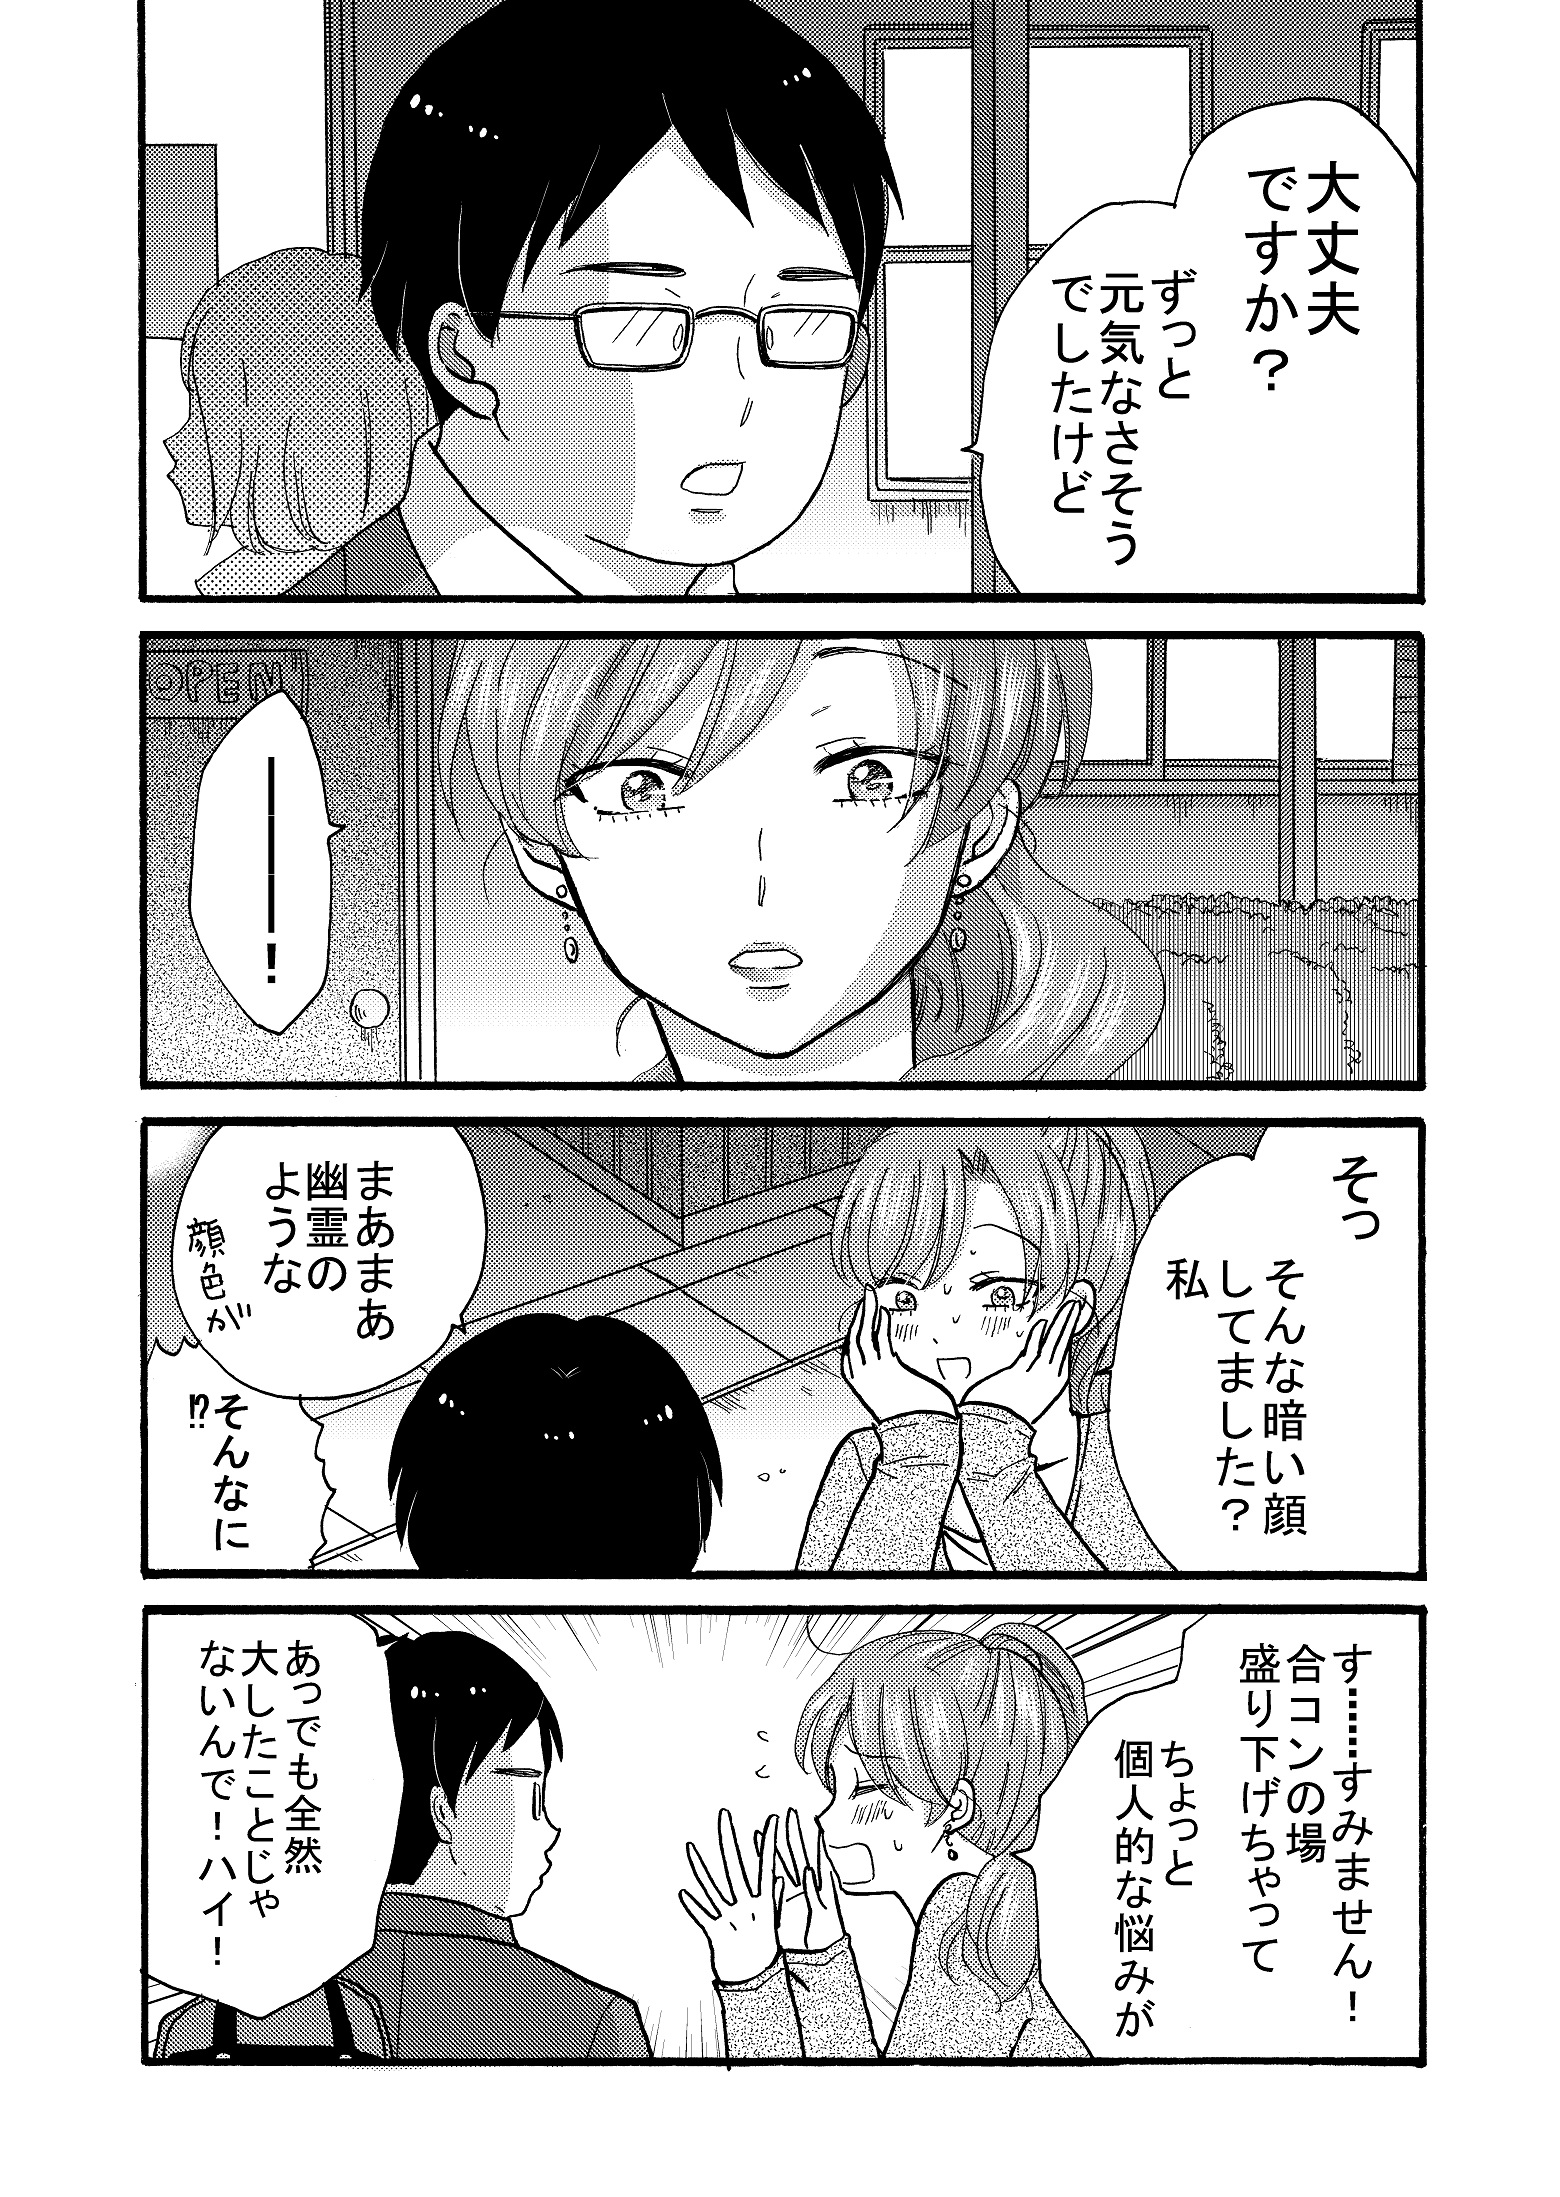 大丈夫
ですか？
ずっと
元気なさそう
でしたけど
OPEN
――――！
そっ
そんな暗い顔
してました？
私
まあまあ
幽霊の
ような
顔色が
そんなに
⁉
す……すみません！
合コンの場
盛り下げちゃって
ちょっと
個人的な悩みが
あっでも全然
大したことじゃ
ないんで！ハイ！